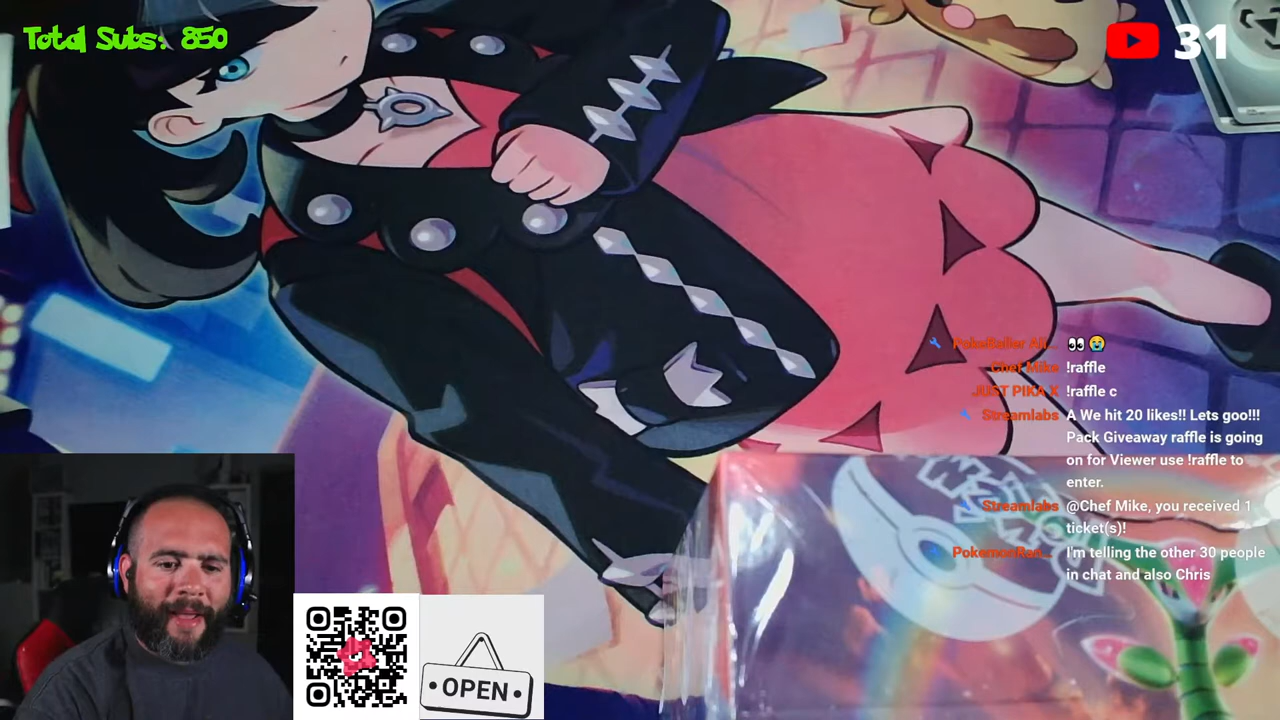 Total Subs: 850
31
👀 😭
Chef Mike !raffle
JUST PIKA X !raffle c
Streamlabs A We hit 20 likes!! Lets goo!!!
Pack Giveaway raffle is going
on for Viewer use !raffle to
enter.
Streamlabs @Chef Mike, you received 1
ticket(s)!
PokemonRan... I'm telling the other 30 people
in chat and also Chris
• OPEN •